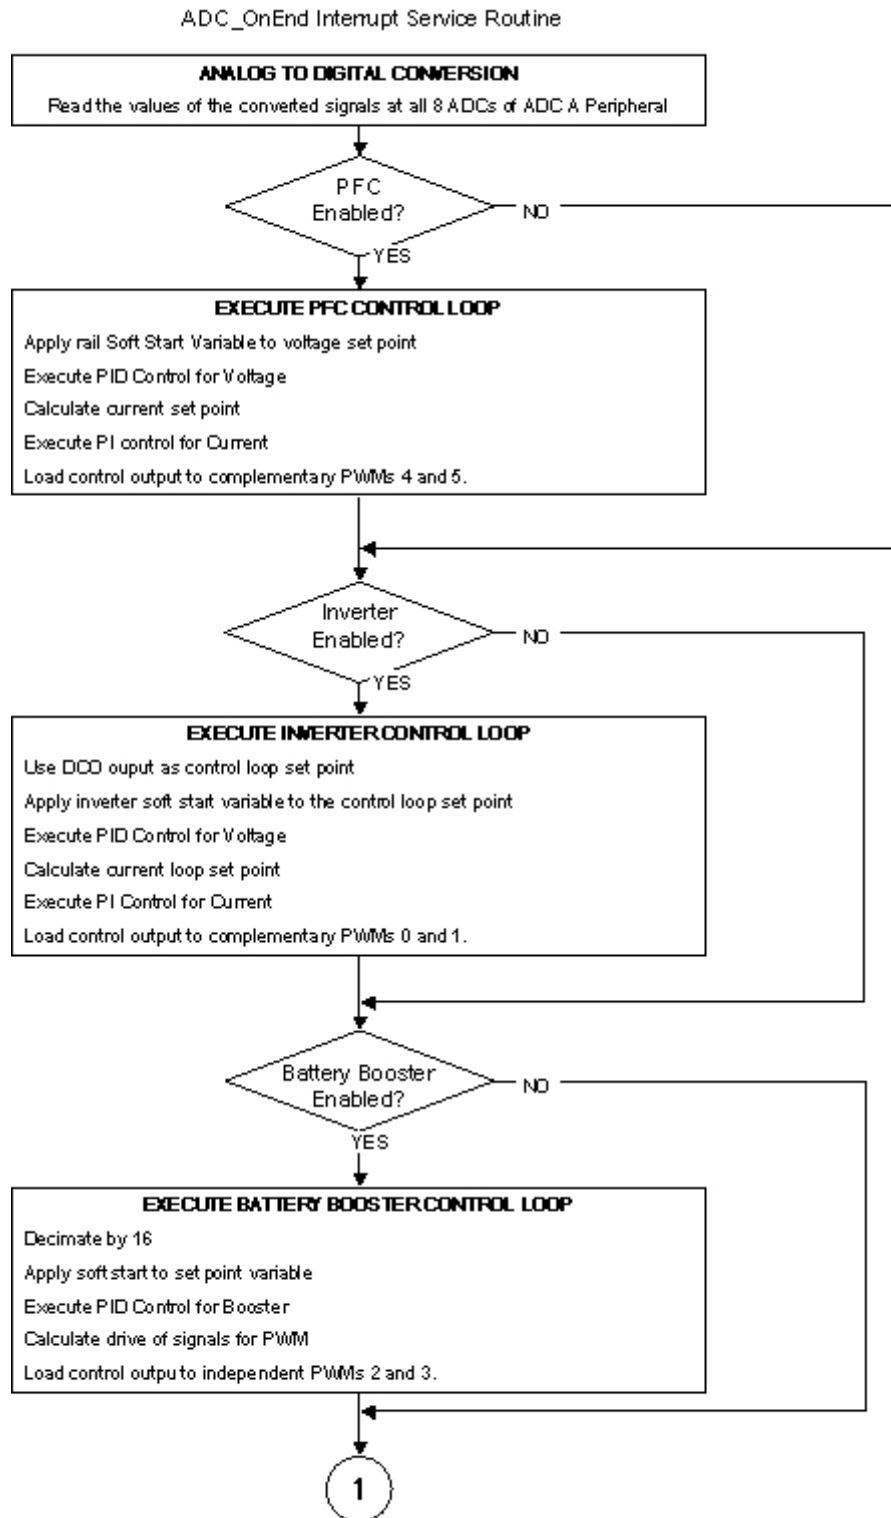 ADC_OnEnd Interrupt Service Routine
ANALOG TO DIGITAL CONVERSION
Read the values of the converted signals at all 8 ADCs of ADC A Peripheral
PFC
Enabled?
NO
YES
EXECUTE PFC CONTROL LOOP
Apply rail Soft Start Variable to voltage set point
Execute PID Control for Voltage
Calculate current set point
Execute PI control for Current
Load control output to complementary PWMs 4 and 5.
Inverter
Enabled?
NO
YES
EXECUTE INVERTER CONTROL LOOP
Use DCO ouput as control loop set point
Apply inverter soft start variable to the control loop set point
Execute PID Control for Voltage
Calculate current loop set point
Execute PI Control for Current
Load control output to complementary PWMs 0 and 1.
Battery Booster
Enabled?
NO
YES
EXECUTE BATTERY BOOSTER CONTROL LOOP
Decimate by 16
Apply soft start to set point variable
Execute PID Control for Booster
Calculate drive of signals for PWM
Load control outpu to independent PWMs 2 and 3.
1